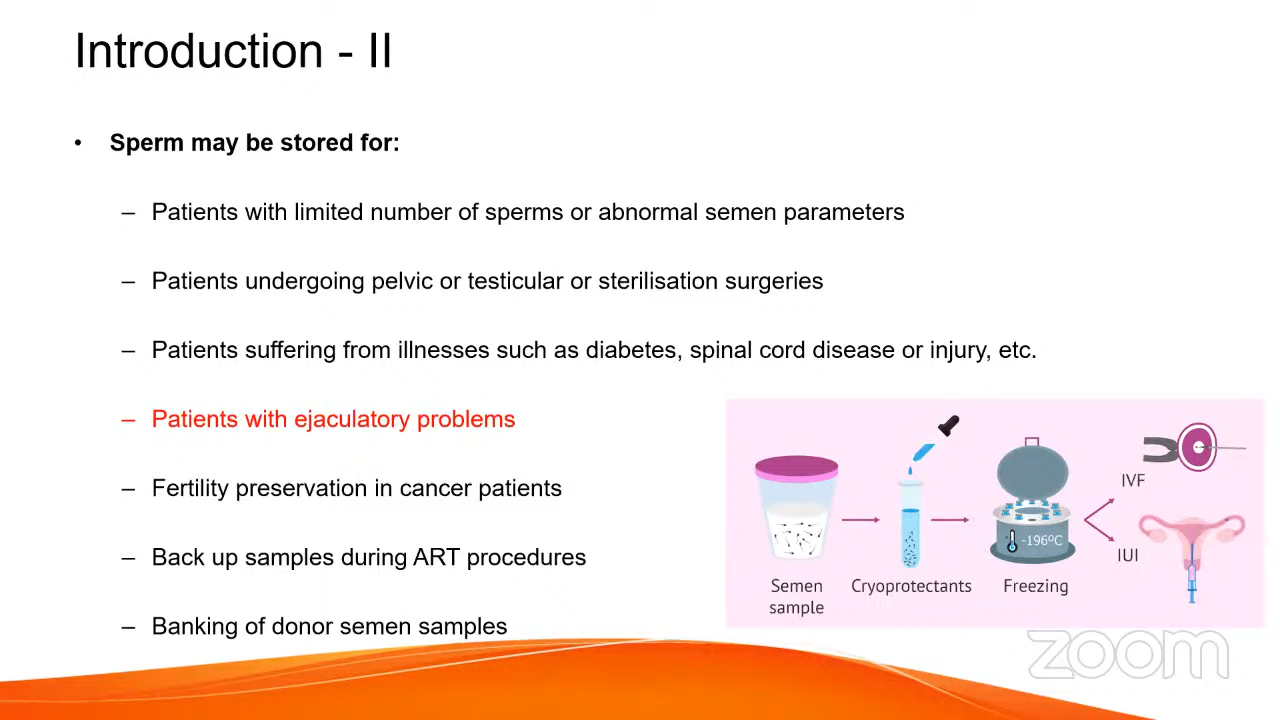 Introduction - II
• Sperm may be stored for:
– Patients with limited number of sperms or abnormal semen parameters
– Patients undergoing pelvic or testicular or sterilisation surgeries
– Patients suffering from illnesses such as diabetes, spinal cord disease or injury, etc.
– Patients with ejaculatory problems
– Fertility preservation in cancer patients
– Back up samples during ART procedures
– Banking of donor semen samples
IVF
-196ºC
IUI
Semen
sample
Cryoprotectants
Freezing
zoom